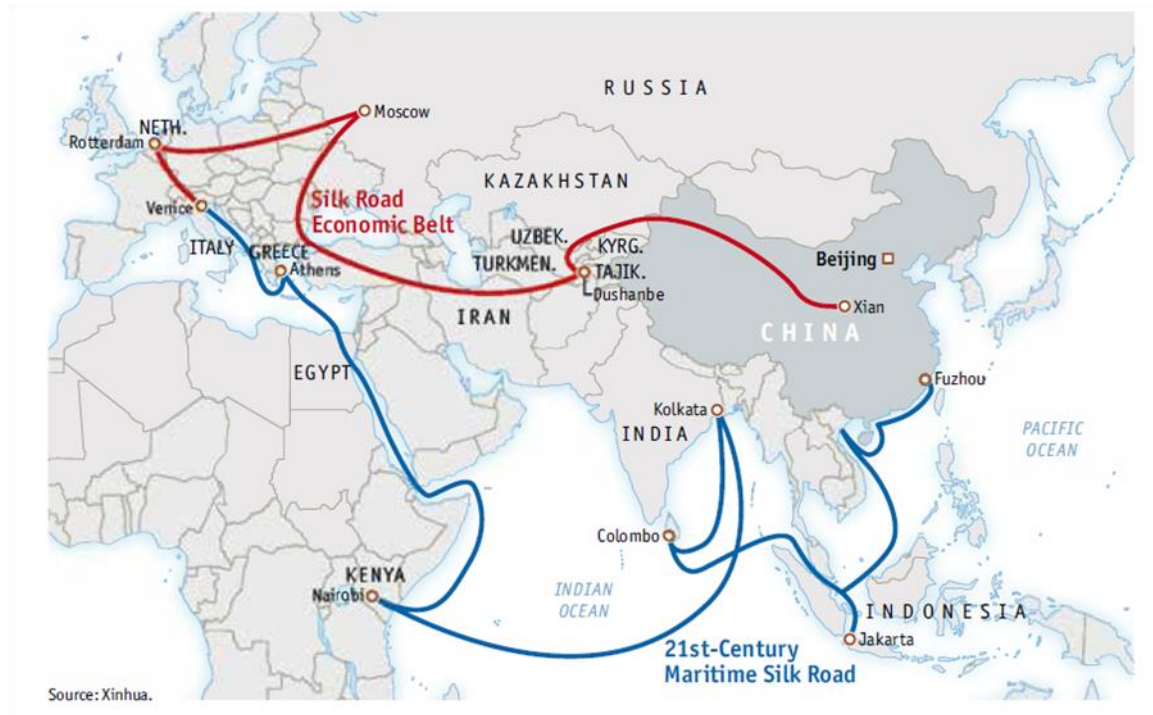 RUSSIA
Moscow
NETH.
Rotterdam
KAZAKHSTAN
Silk Road
Economic Belt
Venice
UZBEK.
KYRG.
ITALY
GREECE
Beijing
TURKMEN.
TAJIK.
Athens
Dushanbe
Xian
IRAN
CHINA
EGYPT
Fuzhou
Kolkata
INDIA
PACIFIC
OCEAN
Colombo
KENYA
Nairobi
INDIAN
OCEAN
INDONESIA
Jakarta
21st-Century
Maritime Silk Road
Source: Xinhua.